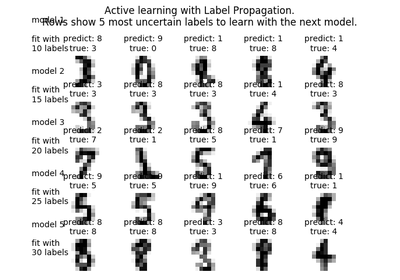 Active learning with Label Propagation.
Rows show 5 most uncertain labels to learn with the next model.
model 1
fit with
10 labels
predict: 8
true: 3
predict: 9
true: 0
predict: 1
true: 8
predict: 1
true: 8
predict: 1
true: 4
model 2
fit with
15 labels
predict: 3
true: 3
predict: 8
true: 3
predict: 8
true: 3
predict: 1
true: 4
predict: 8
true: 3
model 3
fit with
20 labels
predict: 2
true: 7
predict: 2
true: 1
predict: 8
true: 5
predict: 7
true: 1
predict: 9
true: 9
model 4
fit with
25 labels
predict: 9
true: 5
predict: 9
true: 5
predict: 1
true: 9
predict: 6
true: 6
predict: 1
true: 1
model 5
fit with
30 labels
predict: 8
true: 8
predict: 8
true: 8
predict: 3
true: 3
predict: 8
true: 8
predict: 4
true: 4